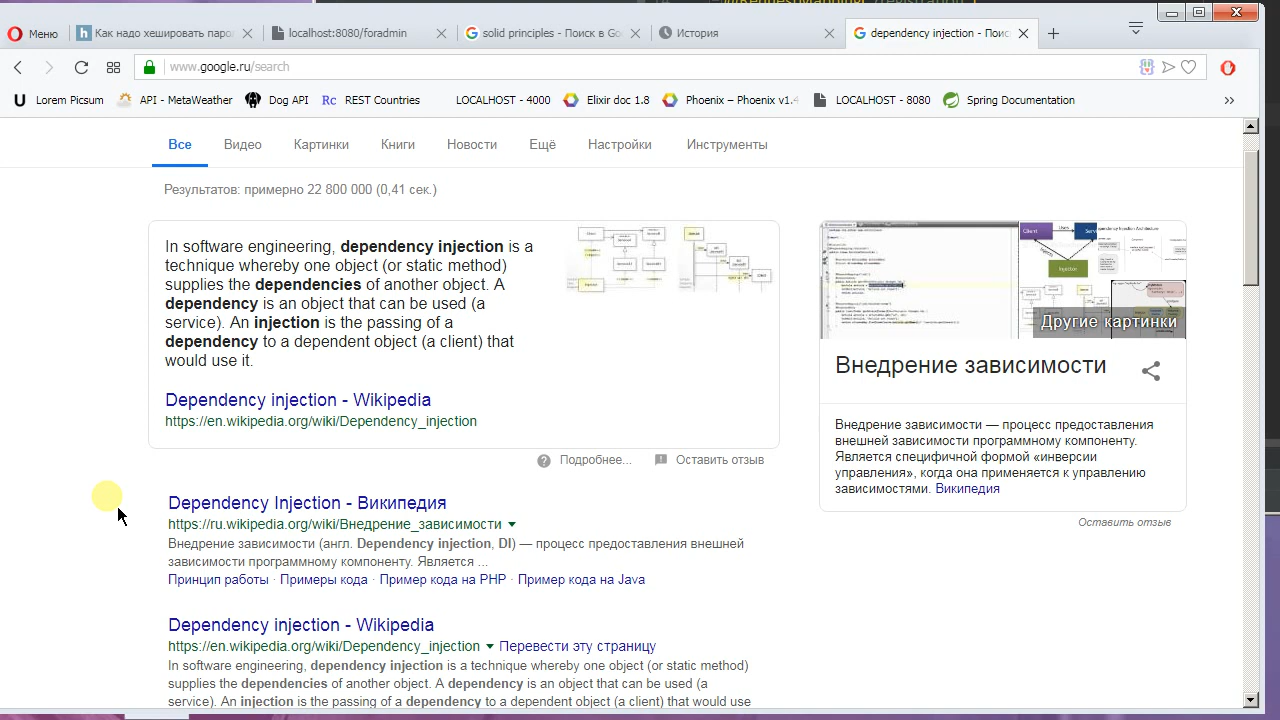 Меню
Как надо хешировать паро
localhost:8080/foradmin
solid principles - Поиск в Go
История
dependency injection - Поис
www.google.ru/search
Lorem Picsum
API - MetaWeather
Dog API
Rc REST Countries
LOCALHOST - 4000
Elixir doc 1.8
Phoenix – Phoenix v1.4
LOCALHOST - 8080
Spring Documentation
Все
Видео
Картинки
Книги
Новости
Ещё
Настройки
Инструменты
Результатов: примерно 22 800 000 (0,41 сек.)
In software engineering, dependency injection is a
technique whereby one object (or static method)
supplies the dependencies of another object. A
dependency is an object that can be used (a
service). An injection is the passing of a
dependency to a dependent object (a client) that
would use it.
Dependency injection - Wikipedia
https://en.wikipedia.org/wiki/Dependency_injection
Подробнее...
Оставить отзыв
Dependency Injection - Википедия
https://ru.wikipedia.org/wiki/Внедрение_зависимости
Внедрение зависимости (англ. Dependency injection, DI) — процесс предоставления внешней
зависимости программному компоненту. Является ...
Принцип работы · Примеры кода · Пример кода на PHP · Пример кода на Java
Dependency injection - Wikipedia
https://en.wikipedia.org/wiki/Dependency_injection
Перевести эту страницу
In software engineering, dependency injection is a technique whereby one object (or static method)
supplies the dependencies of another object. A dependency is an object that can be used (a
service). An injection is the passing of a dependency to a dependent object (a client) that would use
Client
Injector
Другие картинки
Внедрение зависимости
Внедрение зависимости — процесс предоставления
внешней зависимости программному компоненту.
Является специфичной формой «инверсии
управления», когда она применяется к управлению
зависимостями. Википедия
Оставить отзыв